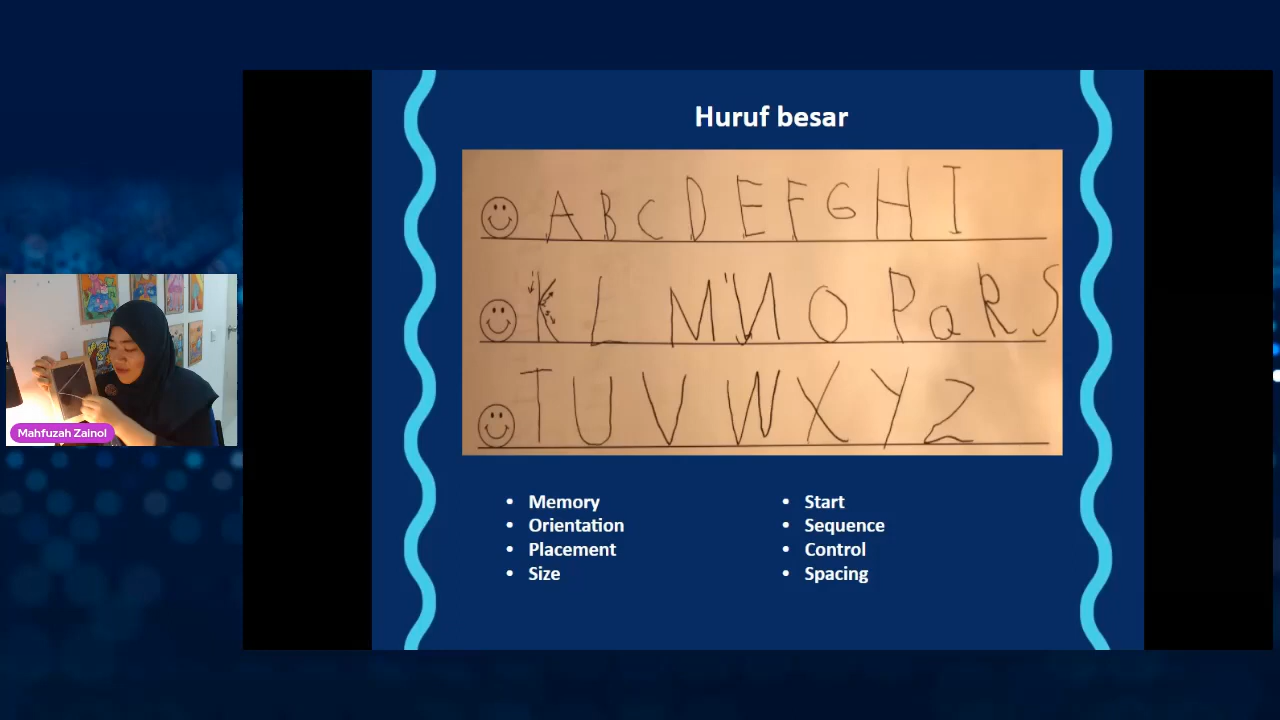 Huruf besar
A B C D E F G H I
K L M N O P Q R S
T U V W X Y Z
Mahfuzah Zainol
• Memory
• Orientation
• Placement
• Size
• Start
• Sequence
• Control
• Spacing